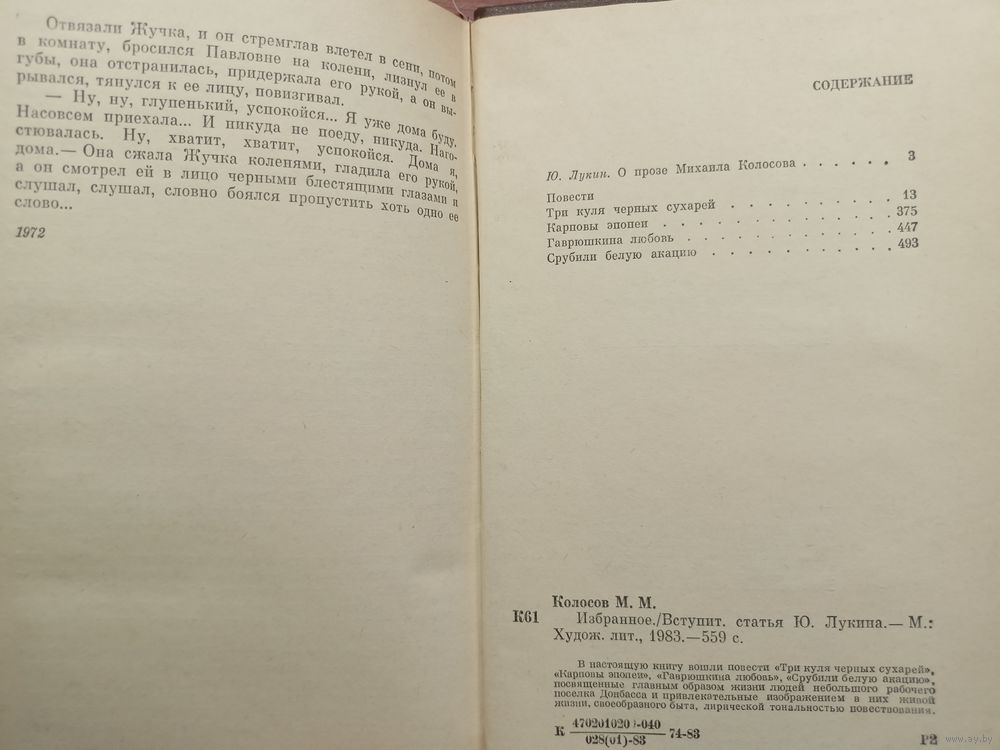 Отвязали Жучка, и он стремглав влетел в сени, потом
в комнату, бросился Павловне на колени, лизнул ее в
губы, она отстранилась, придержала его рукой, а он вы-
рывался, тянулся к ее лицу, повизгивал.
— Ну, ну, глупенький, успокойся... Я уже дома буду.
Насовсем приехала... И никуда не поеду, никуда. Наго-
стювалась. Ну, хватит, хватит, успокойся. Дома я,
дома.— Она сжала Жучка коленями, гладила его рукой,
а он смотрел ей в лицо черными блестящими глазами и
слушал, слушал, словно боялся пропустить хоть одно ее
слово...
1972
СОДЕРЖАНИЕ
Ю. Лукин. О прозе Михаила Колосова . . . . . . 3
Повести
Три куля черных сухарей . . . . . . . . . . 13
Карповы эпопеи . . . . . . . . . . . . 375
Гаврюшкина любовь . . . . . . . . . . . 447
Срубили белую акацию . . . . . . . . . . 493
Колосов М. М.
К61 Избранное./Вступит. статья Ю. Лукина.— М.:
Худож. лит., 1983.—559 с.
В настоящую книгу вошли повести «Три куля черных сухарей»,
«Карповы эпопеи», «Гаврюшкина любовь», «Срубили белую акацию»,
посвященные главным образом жизни людей небольшого рабочего
поселка Донбасса и привлекательные изображением в них живой
жизни, своеобразного быта, лирической тональностью повествования.
К 4702010203-040 74-83
028(01)-83
Р2
www.ay.by